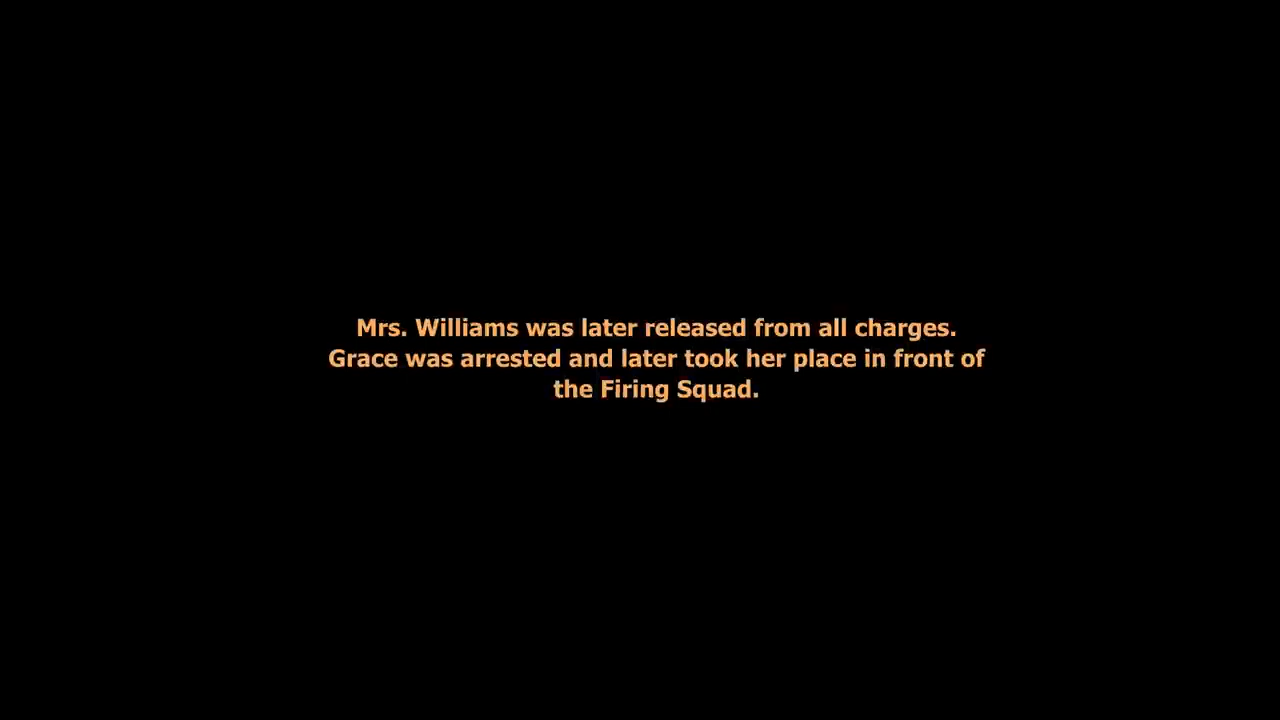 Mrs. Williams was later released from all charges.
Grace was arrested and later took her place in front of
the Firing Squad.